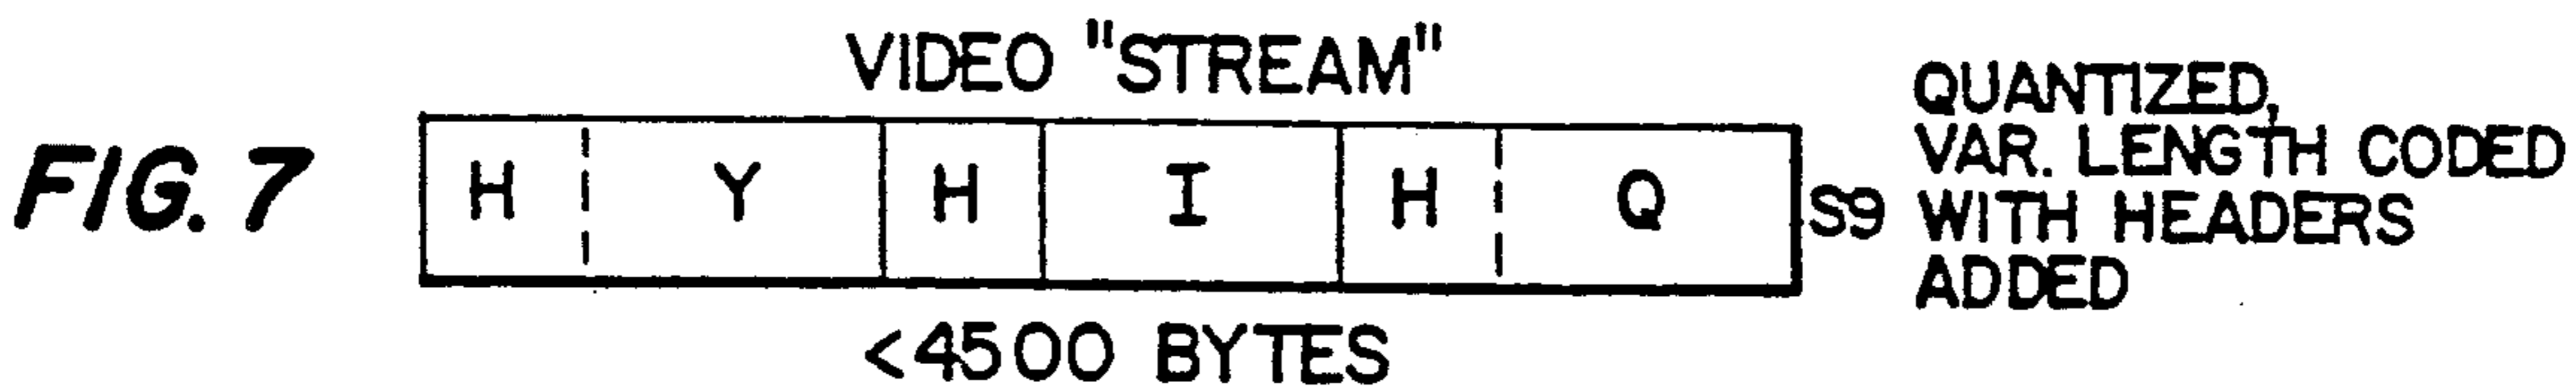 VIDEO "STREAM"
FIG. 7
H Y H I H Q
S9
QUANTIZED,
VAR. LENGTH CODED
WITH HEADERS
ADDED
<4500 BYTES